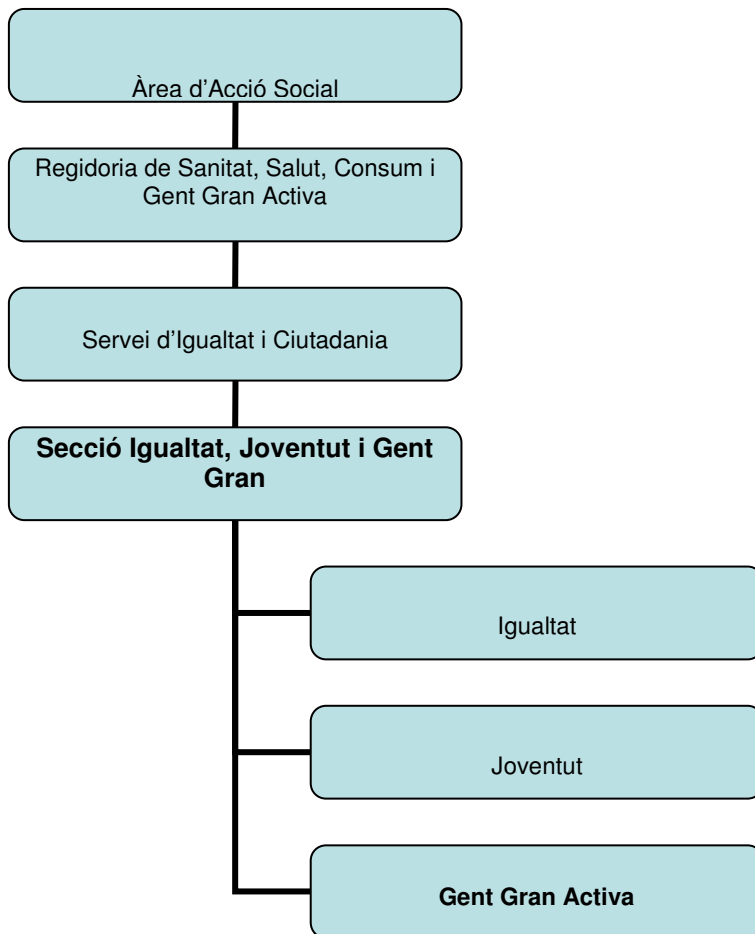 Àrea d'Acció Social
Regidoria de Sanitat, Salut, Consum i
Gent Gran Activa
Servei d'Igualtat i Ciutadania
Secció Igualtat, Joventut i Gent
Gran
Igualtat
Joventut
Gent Gran Activa